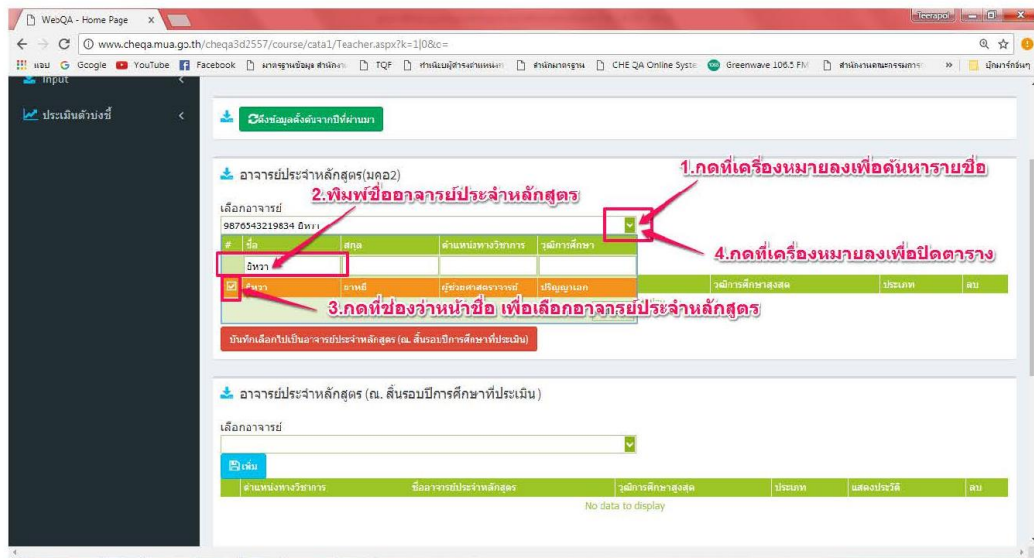 WebQA - Home Page
Teerapol
www.cheqa.mua.go.th/cheqa3d2557/course/cata1/Teacher.aspx?k=1|0&c=
แอป Google YouTube Facebook TQF CHE QA Online Syste Greenwave 106.5 FM
Input
ประเมินตัวบ่งชี้
ดึงข้อมูลตั้งต้นจากปีที่ผ่านมา
อาจารย์ประจำหลักสูตร(มคอ2)
1.กดที่เครื่องหมายลงเพื่อค้นหารายชื่อ
2.พิมพ์ชื่ออาจารย์ประจำหลักสูตร
เลือกอาจารย์
9876543219834
# ชื่อ สกุล ตำแหน่งทางวิชาการ วุฒิการศึกษา
4.กดที่เครื่องหมายลงเพื่อปิดตาราง
ผู้ช่วยศาสตราจารย์ ปริญญาเอก
วุฒิการศึกษาสูงสุด ประเภท ลบ
3.กดที่ช่องว่าหน้าชื่อ เพื่อเลือกอาจารย์ประจำหลักสูตร
บันทึกเลือกไปเป็นอาจารย์ประจำหลักสูตร (ณ. สิ้นรอบปีการศึกษาที่ประเมิน)
อาจารย์ประจำหลักสูตร (ณ. สิ้นรอบปีการศึกษาที่ประเมิน)
เลือกอาจารย์
เพิ่ม
ตำแหน่งทางวิชาการ ชื่ออาจารย์ประจำหลักสูตร วุฒิการศึกษาสูงสุด ประเภท แสดงประวัติ ลบ
No data to display